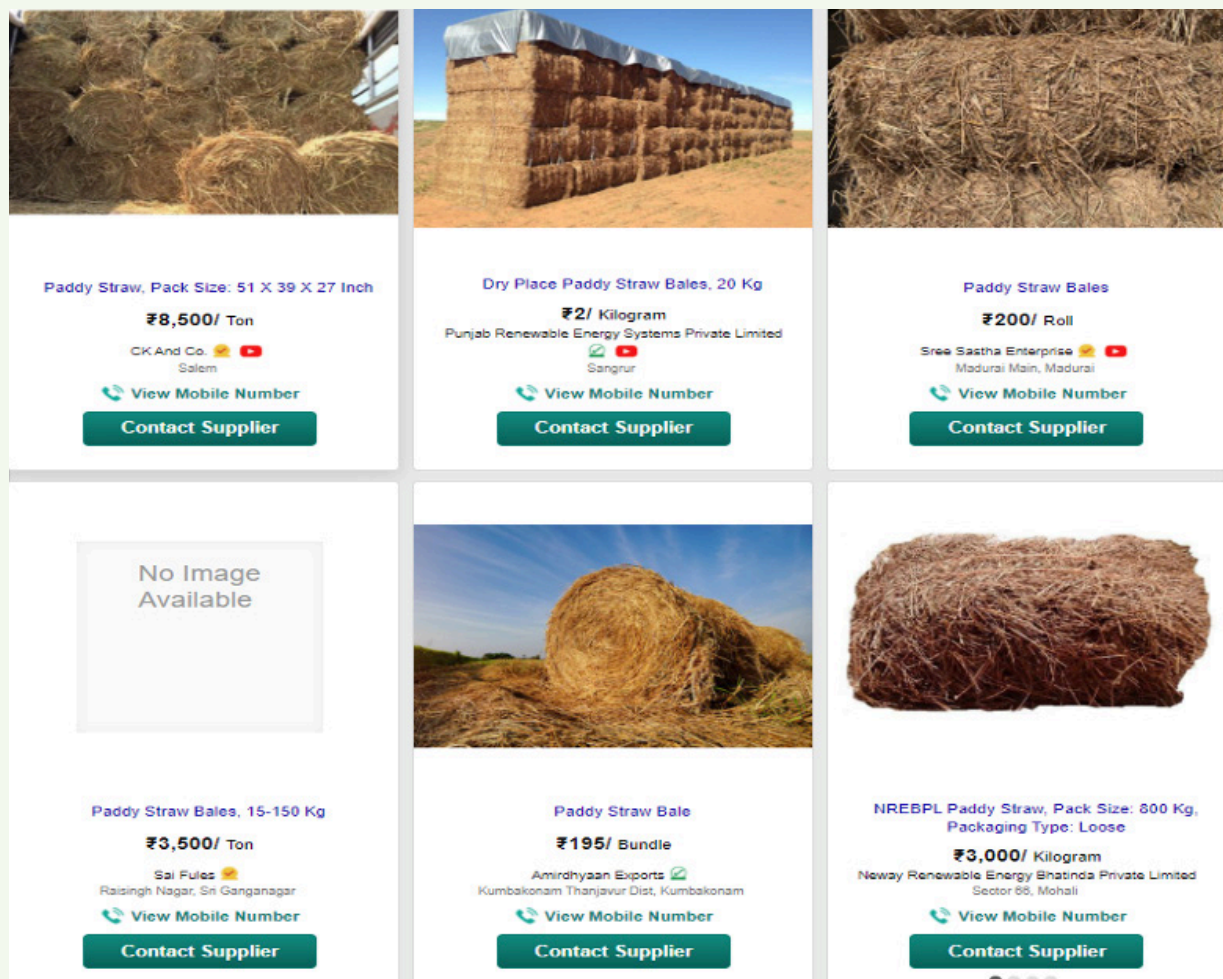 Paddy Straw, Pack Size: 51 X 39 X 27 Inch
₹8,500/ Ton
CK And Co.
Salem
View Mobile Number
Contact Supplier
Dry Place Paddy Straw Bales, 20 Kg
₹2/ Kilogram
Punjab Renewable Energy Systems Private Limited
Sangrur
View Mobile Number
Contact Supplier
Paddy Straw Bales
₹200/ Roll
Sree Sastha Enterprise
Madurai Main, Madurai
View Mobile Number
Contact Supplier
No Image
Available
Paddy Straw Bales, 15-150 Kg
₹3,500/ Ton
Sai Fules
Raisingh Nagar, Sri Ganganagar
View Mobile Number
Contact Supplier
Paddy Straw Bale
₹195/ Bundle
Amirdhyaan Exports
Kumbakonam Thanjavur Dist, Kumbakonam
View Mobile Number
Contact Supplier
NREBPL Paddy Straw, Pack Size: 800 Kg,
Packaging Type: Loose
₹3,000/ Kilogram
Neway Renewable Energy Bhatinda Private Limited
Sector 66, Mohali
View Mobile Number
Contact Supplier